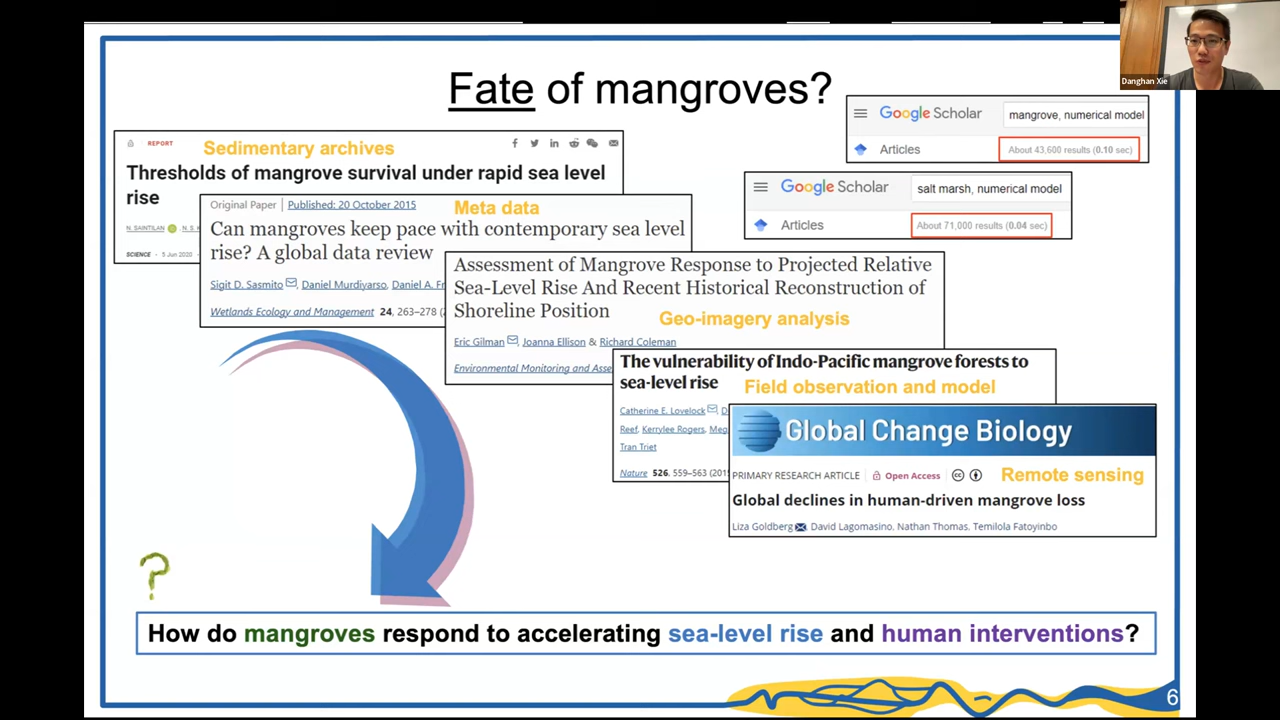 Danghan Xie
Fate of mangroves?
Google Scholar
mangrove, numerical model
Articles
About 43,600 results (0.10 sec)
Google Scholar
salt marsh, numerical model
Articles
About 71,000 results (0.04 sec)
REPORT
Sedimentary archives
Thresholds of mangrove survival under rapid sea level
rise
N. SAINTILAN
N. S.
SCIENCE • 5 Jun 2020
Original Paper | Published: 20 October 2015
Meta data
Can mangroves keep pace with contemporary sea level
rise? A global data review
Sigit D. Sasmito, Daniel Murdiyarso, Daniel A.
Wetlands Ecology and Management 24, 263–278
Assessment of Mangrove Response to Projected Relative
Sea-Level Rise And Recent Historical Reconstruction of
Shoreline Position
Geo-imagery analysis
Eric Gilman, Joanna Ellison & Richard Coleman
Environmental Monitoring and
The vulnerability of Indo-Pacific mangrove forests to
sea-level rise
Field observation and model
Catherine E. Lovelock
Reef, Kerrylee Rogers,
Tran Triet
Nature 526, 559–563
Global Change Biology
PRIMARY RESEARCH ARTICLE Open Access
Remote sensing
Global declines in human-driven mangrove loss
Liza Goldberg, David Lagomasino, Nathan Thomas, Temilola Fatoyinbo
?
How do mangroves respond to accelerating sea-level rise and human interventions?
6